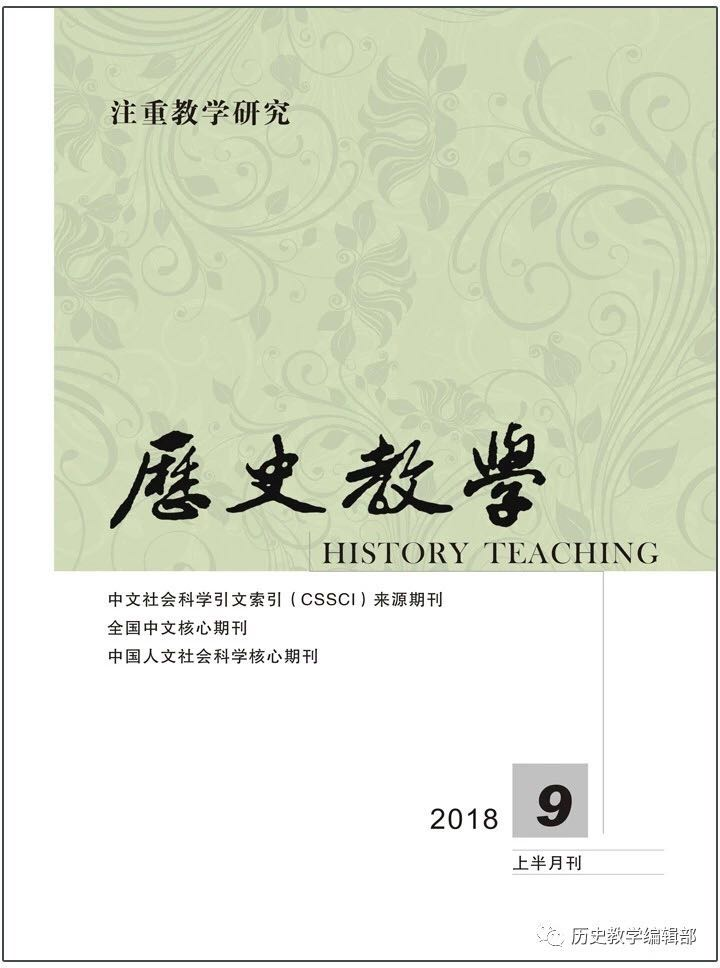 注重教学研究
歷史教學
HISTORY TEACHING
中文社会科学引文索引（CSSCI）来源期刊
全国中文核心期刊
中国人文社会科学核心期刊
2018 9
上半月刊
历史教学编辑部